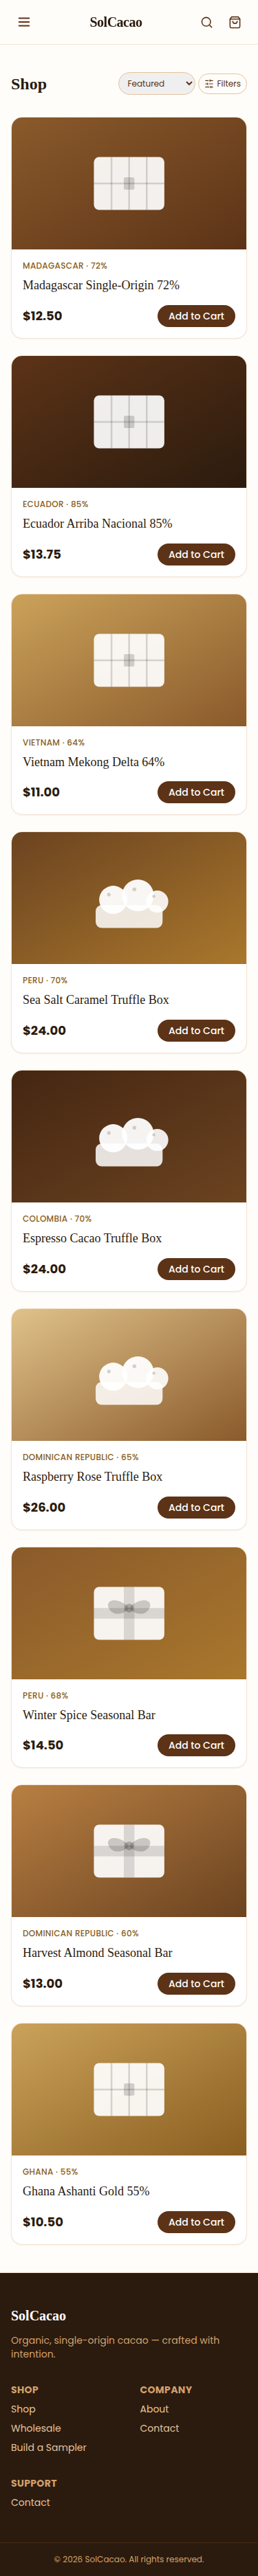 SolCacao
Shop
Featured
Filters
MADAGASCAR · 72%
Madagascar Single-Origin 72%
$12.50
Add to Cart
ECUADOR · 85%
Ecuador Arriba Nacional 85%
$13.75
Add to Cart
VIETNAM · 64%
Vietnam Mekong Delta 64%
$11.00
Add to Cart
PERU · 70%
Sea Salt Caramel Truffle Box
$24.00
Add to Cart
COLOMBIA · 70%
Espresso Cacao Truffle Box
$24.00
Add to Cart
DOMINICAN REPUBLIC · 65%
Raspberry Rose Truffle Box
$26.00
Add to Cart
PERU · 68%
Winter Spice Seasonal Bar
$14.50
Add to Cart
DOMINICAN REPUBLIC · 60%
Harvest Almond Seasonal Bar
$13.00
Add to Cart
GHANA · 55%
Ghana Ashanti Gold 55%
$10.50
Add to Cart
SolCacao
Organic, single-origin cacao — crafted with
intention.
SHOP
Shop
Wholesale
Build a Sampler
COMPANY
About
Contact
SUPPORT
Contact
© 2026 SolCacao. All rights reserved.